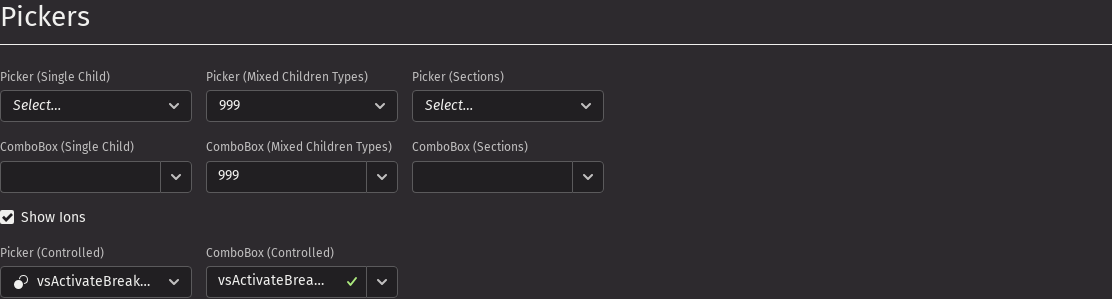 Pickers
Picker (Single Child) Picker (Mixed Children Types) Picker (Sections)
Select... 999 Select...
ComboBox (Single Child) ComboBox (Mixed Children Types) ComboBox (Sections)
999
Show Ions
Picker (Controlled) ComboBox (Controlled)
vsActivateBreak... vsActivateBrea...